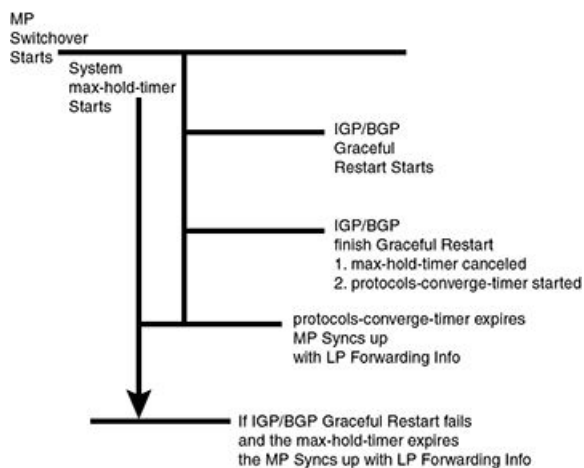 MP
Switchover
Starts
System
max-hold-timer
Starts
IGP/BGP
Graceful
Restart Starts
IGP/BGP
finish Graceful Restart
1. max-hold-timer canceled
2. protocols-converge-timer started
protocols-converge-timer expires
MP Syncs up
with LP Forwarding Info
If IGP/BGP Graceful Restart fails
and the max-hold-timer expires
the MP Syncs up with LP Forwarding Info